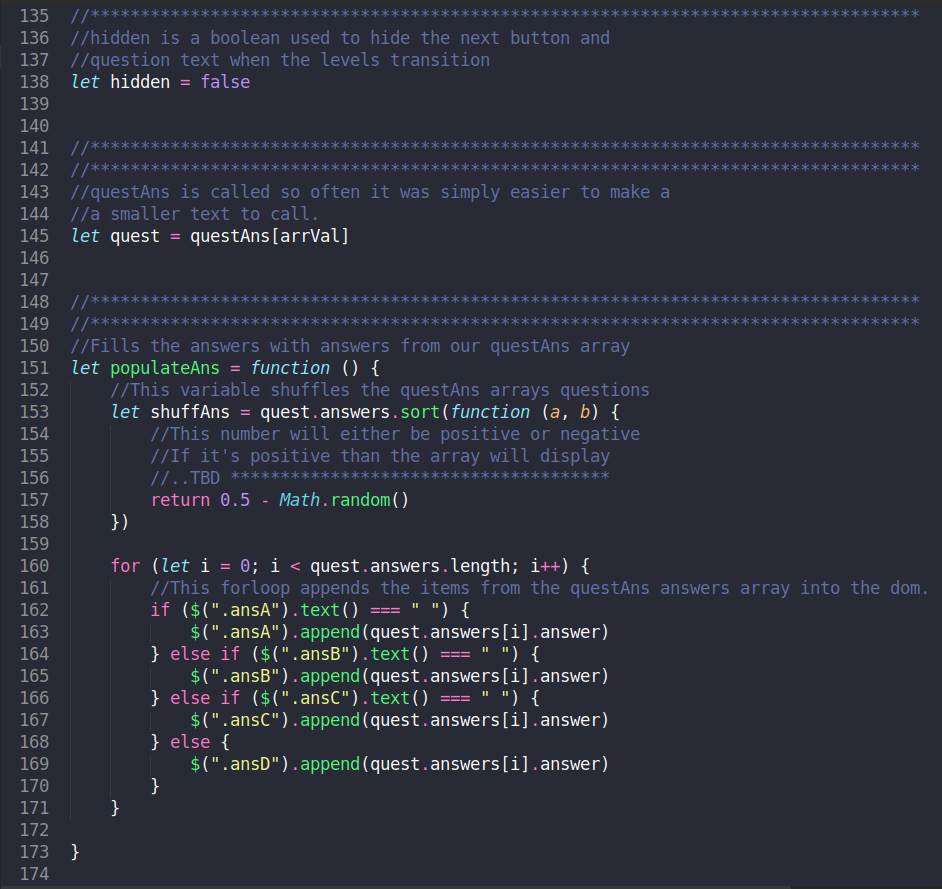 135 //***********************************************************************************
136 //hidden is a boolean used to hide the next button and
137 //question text when the levels transition
138 let hidden = false
139
140
141 //***********************************************************************************
142 //***********************************************************************************
143 //questAns is called so often it was simply easier to make a
144 //a smaller text to call.
145 let quest = questAns[arrVal]
146
147
148 //***********************************************************************************
149 //***********************************************************************************
150 //Fills the answers with answers from our questAns array
151 let populateAns = function () {
152     //This variable shuffles the questAns arrays questions
153     let shuffAns = quest.answers.sort(function (a, b) {
154         //This number will either be positive or negative
155         //If it's positive than the array will display
156         //..TBD **************************************
157         return 0.5 - Math.random()
158     })
159
160     for (let i = 0; i < quest.answers.length; i++) {
161         //This forloop appends the items from the questAns answers array into the dom.
162         if ($(".ansA").text() === " ") {
163             $(".ansA").append(quest.answers[i].answer)
164         } else if ($(".ansB").text() === " ") {
165             $(".ansB").append(quest.answers[i].answer)
166         } else if ($(".ansC").text() === " ") {
167             $(".ansC").append(quest.answers[i].answer)
168         } else {
169             $(".ansD").append(quest.answers[i].answer)
170         }
171     }
172
173 }
174